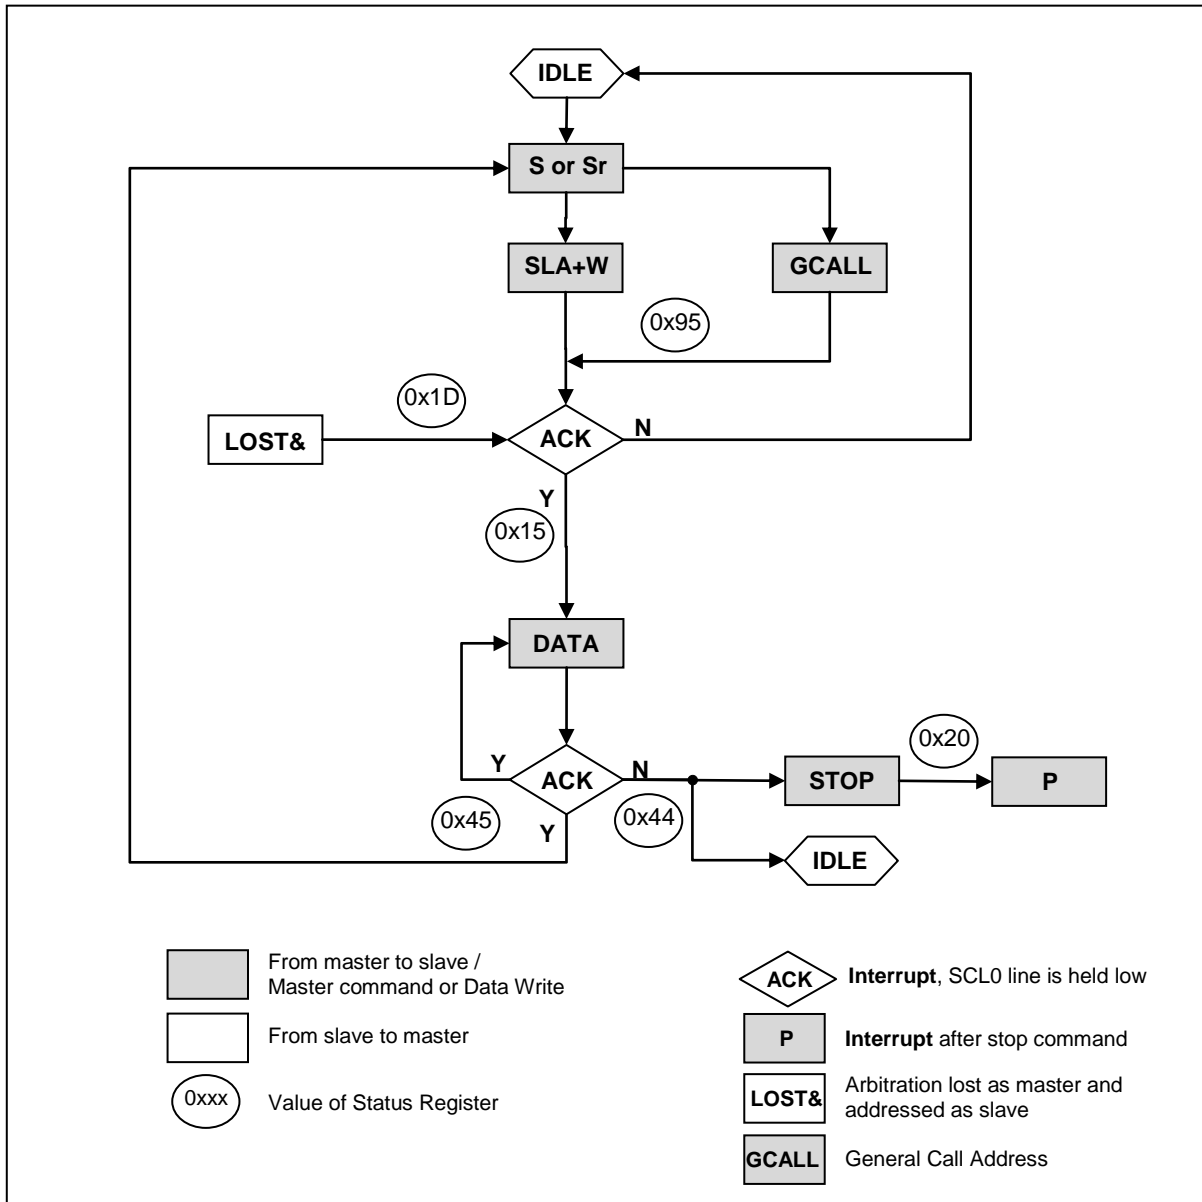 IDLE
S or Sr
SLA+W
GCALL
0x95
0x1D
LOST&
ACK
N
Y
0x15
DATA
Y
ACK
N
0x20
STOP
P
0x45
Y
0x44
IDLE
From master to slave /
Master command or Data Write
From slave to master
0xxx
Value of Status Register
ACK
Interrupt, SCL0 line is held low
P
Interrupt after stop command
LOST&
Arbitration lost as master and
addressed as slave
GCALL
General Call Address